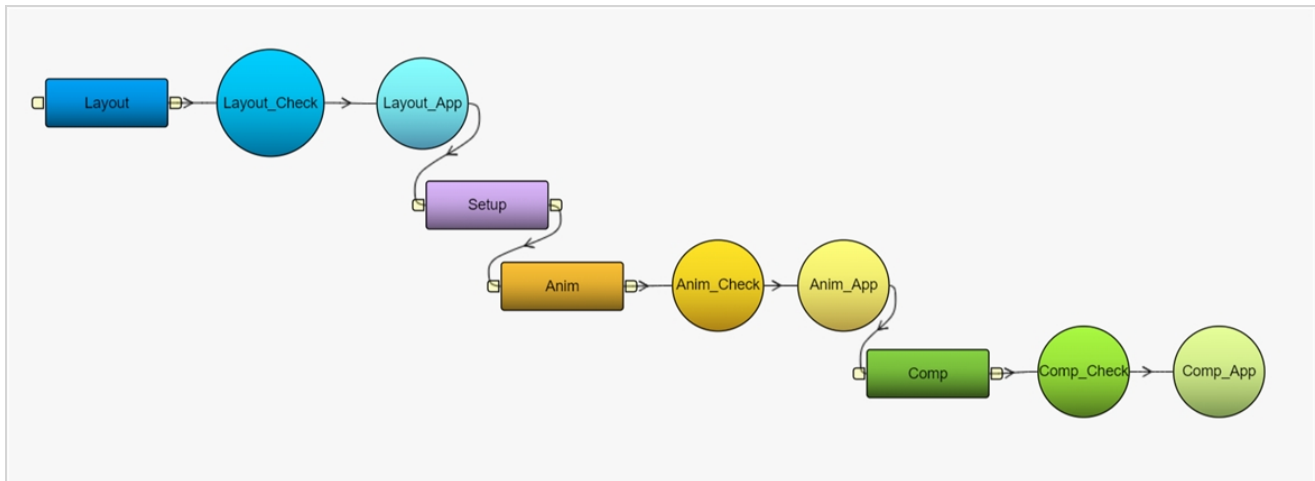 Layout
Layout_Check
Layout_App
Setup
Anim
Anim_Check
Anim_App
Comp
Comp_Check
Comp_App